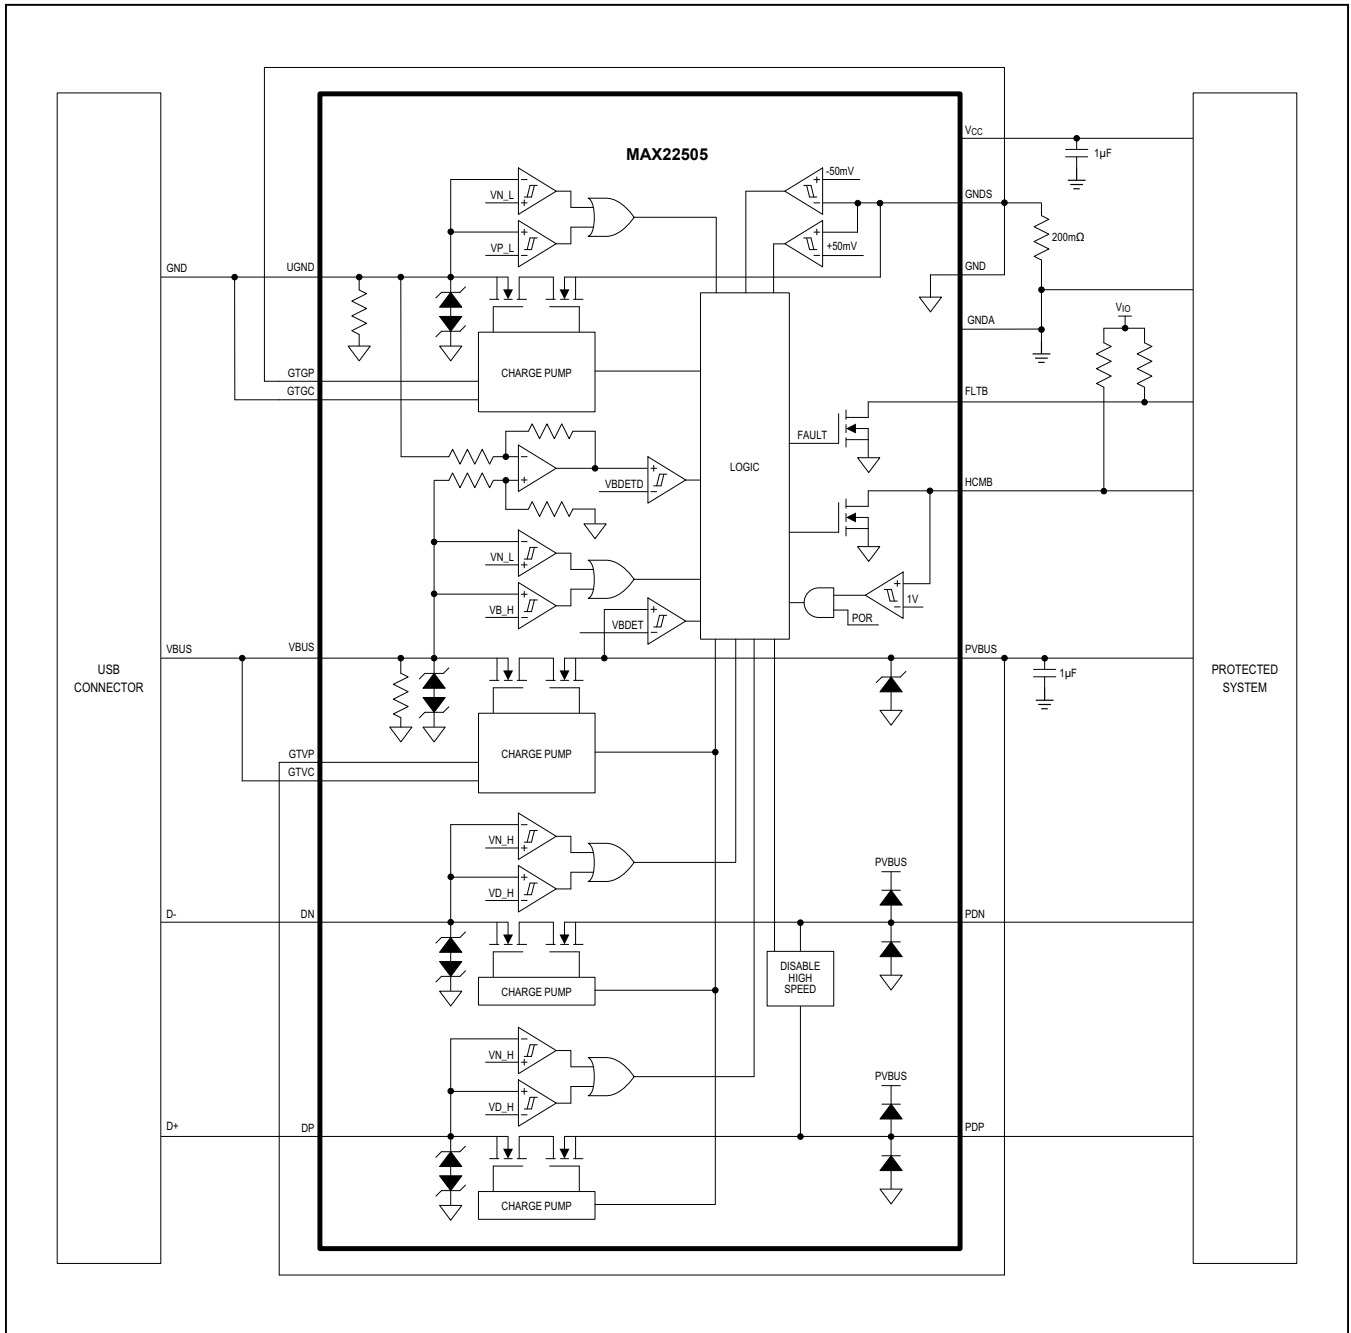 MAX22505
VCC
1µF
-50mV
VN_L
GNDS
+50mV
VP_L
200mΩ
GND
UGND
GND
GNDA
VIO
GTGP
GTGC
CHARGE PUMP
FLTB
FAULT
LOGIC
VBDETD
HCMB
VN_L
1V
VB_H
POR
VBDET
VBUS
VBUS
PVBUS
USB
CONNECTOR
1µF
PROTECTED
SYSTEM
GTVP
GTVC
CHARGE PUMP
VN_H
PVBUS
VD_H
D-
DN
PDN
DISABLE
HIGH
SPEED
CHARGE PUMP
VN_H
PVBUS
VD_H
D+
DP
PDP
CHARGE PUMP